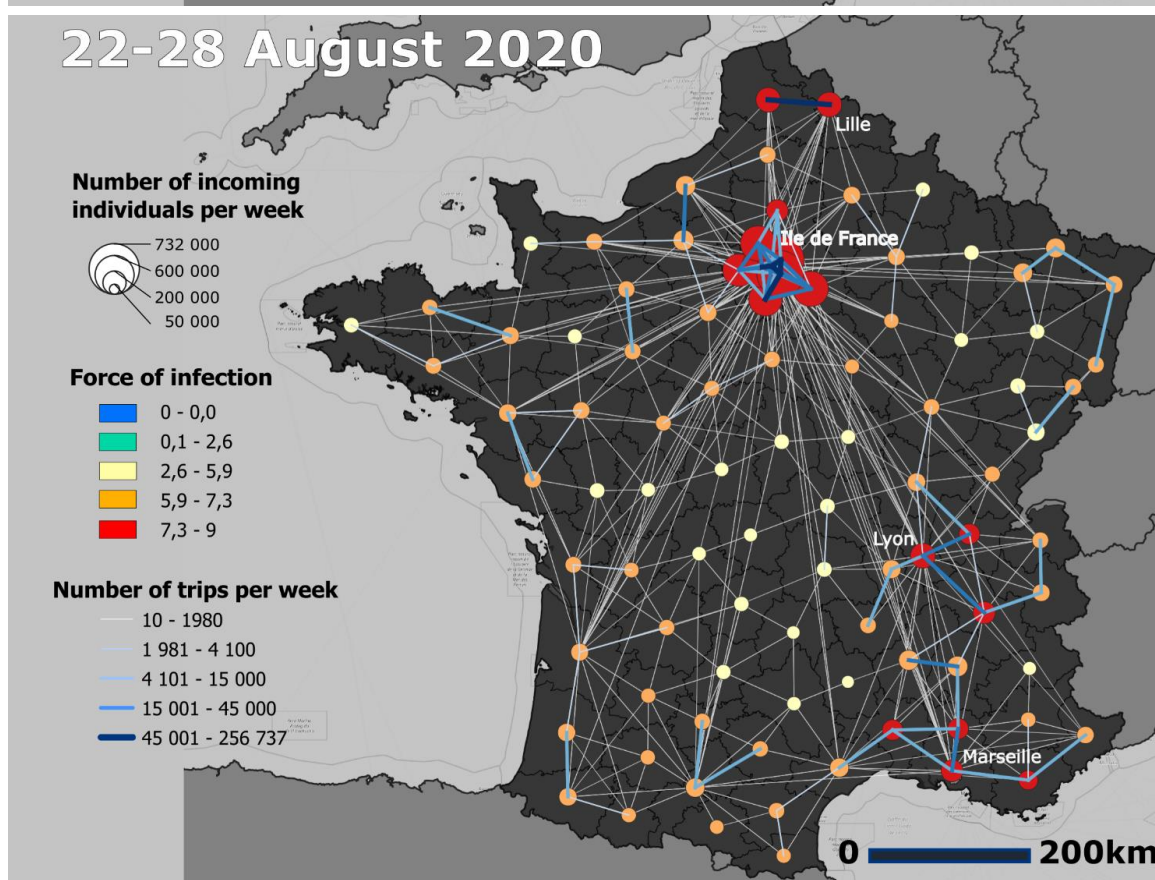 22-28 August 2020
Number of incoming
individuals per week
732 000
600 000
200 000
50 000
Force of infection
0 - 0,0
0,1 - 2,6
2,6 - 5,9
5,9 - 7,3
7,3 - 9
Number of trips per week
10 - 1980
1 981 - 4 100
4 101 - 15 000
15 001 - 45 000
45 001 - 256 737
Lille
Ile de France
Lyon
Marseille
0 200km